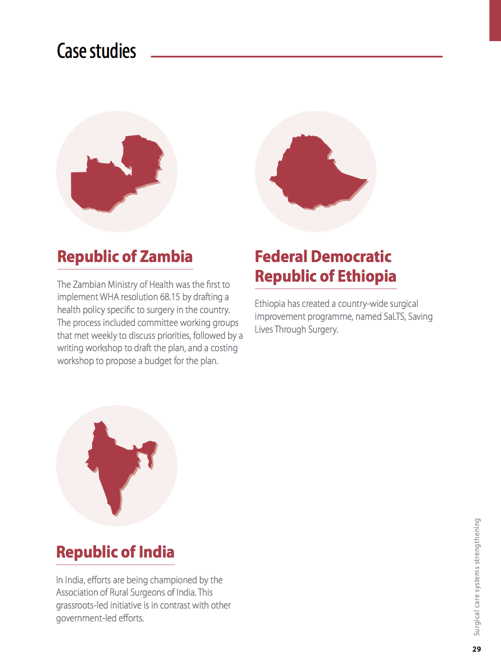 Case studies
Republic of Zambia
The Zambian Ministry of Health was the first to
implement WHA resolution 68.15 by drafting a
health policy specific to surgery in the country.
The process included committee working groups
that met weekly to discuss priorities, followed by a
writing workshop to draft the plan, and a costing
workshop to propose a budget for the plan.
Federal Democratic
Republic of Ethiopia
Ethiopia has created a country-wide surgical
improvement programme, named SaLTS, Saving
Lives Through Surgery.
Republic of India
In India, efforts are being championed by the
Association of Rural Surgeons of India. This
grassroots-led initiative is in contrast with other
government-led efforts.
Surgical care systems strengthening
29